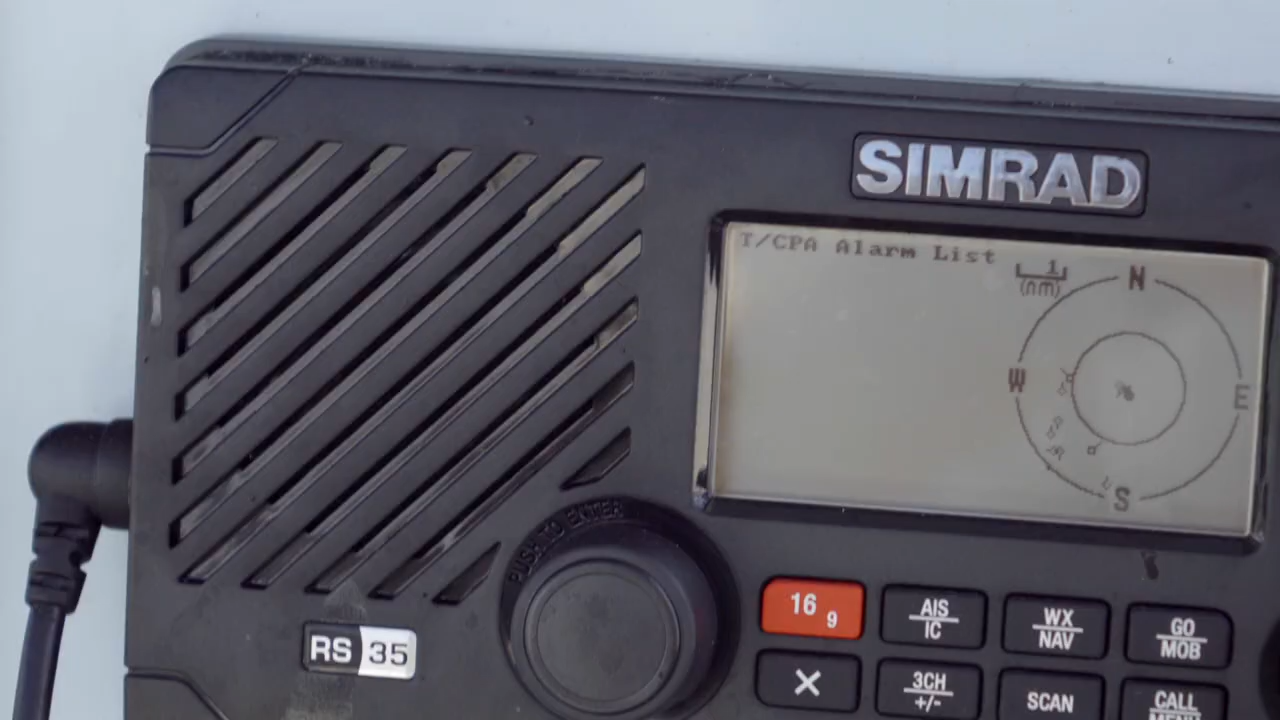 SIMRAD
T/CPA Alarm List
1
(nm)
N
W
E
S
PUSH TO ENTER
16 9
AIS
IC
WX
NAV
GO
MOB
RS 35
X
3CH
+/-
SCAN
CALL